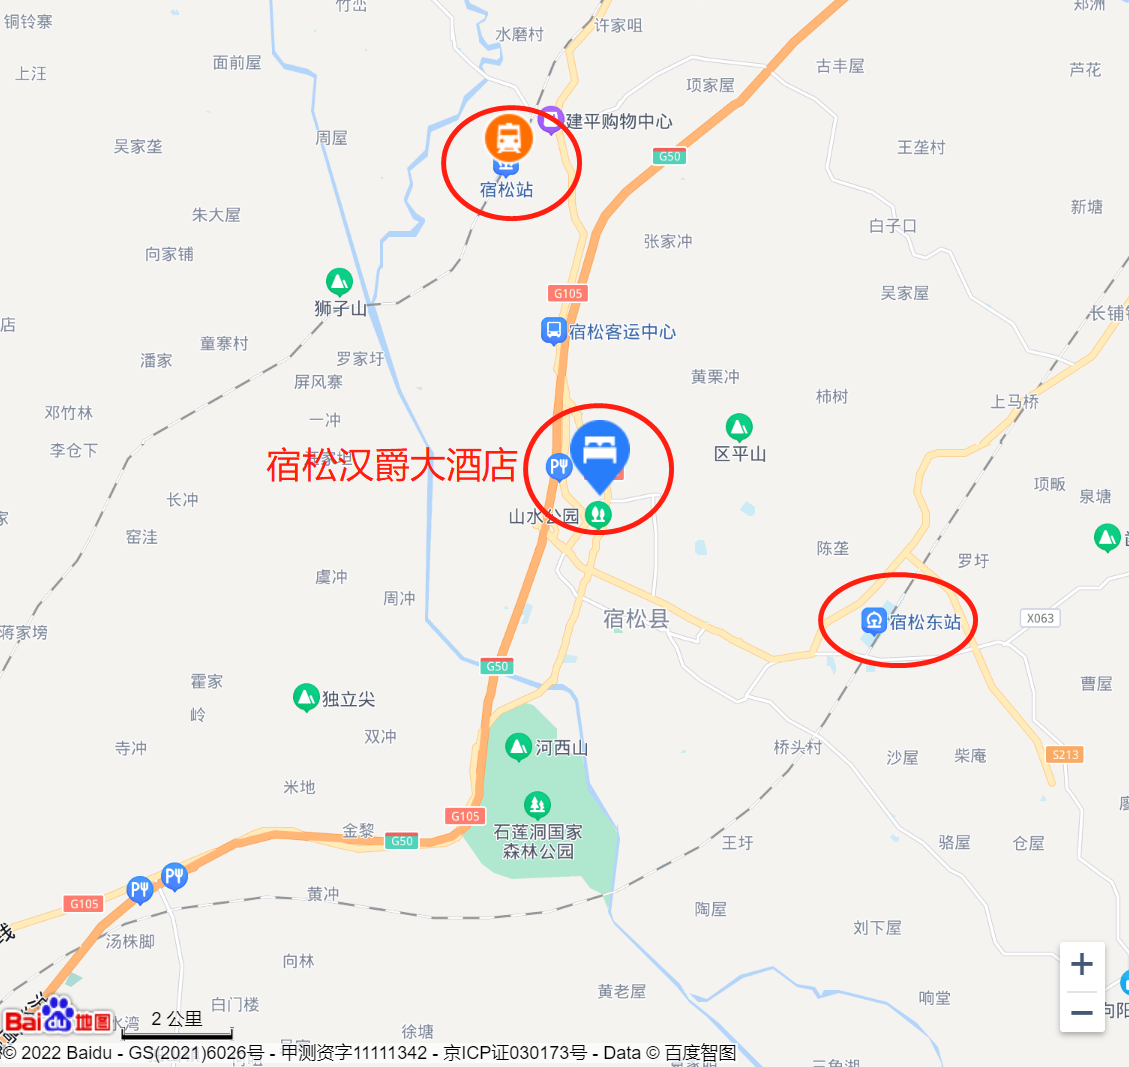 竹峦
郑洲
铜铃寨
许家咀
水磨村
面前屋
古丰屋
上汪
芦花
项家屋
建平购物中心
周屋
吴家垄
王垄村
G50
宿松站
朱大屋
新塘
白子口
张家冲
向家铺
G105
吴家屋
狮子山
长铺
店
宿松客运中心
童寨村
潘家
罗家圩
黄栗冲
屏风寨
柿树
上马桥
邓竹林
一冲
李仓下
区平山
宿松汉爵大酒店
P
长冲
项畈
泉塘
山水公园
窑洼
陈垄
罗圩
虞冲
周冲
宿松县
宿松东站
X063
蒋家塝
G50
霍家
岭
独立尖
曹屋
双冲
寺冲
河西山
桥头村
沙屋
柴庵
S213
米地
G105
金黎
G50
石莲洞国家
森林公园
王圩
骆屋
仓屋
P
P
黄冲
G105
陶屋
线
汤株脚
刘下屋
向林
+
白门楼
黄老屋
响堂
向阳
−
Bai du 地图
水湾
2 公里
徐塘
© 2022 Baidu - GS(2021)6026号 - 甲测资字11111342 - 京ICP证030173号 - Data © 百度智图
三角湖